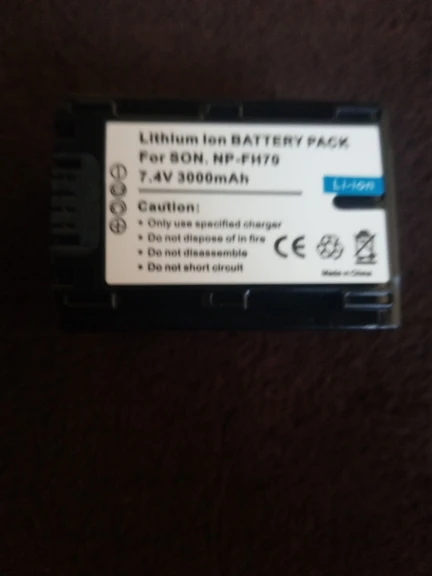 Lithium Ion BATTERY PACK
For SON. NP-FH70
7.4V 3000mAh
Li-ion
Caution:
• Only use specified charger
• Do not dispose of in fire
• Do not disassemble
• Do not short circuit
CE
Made in China